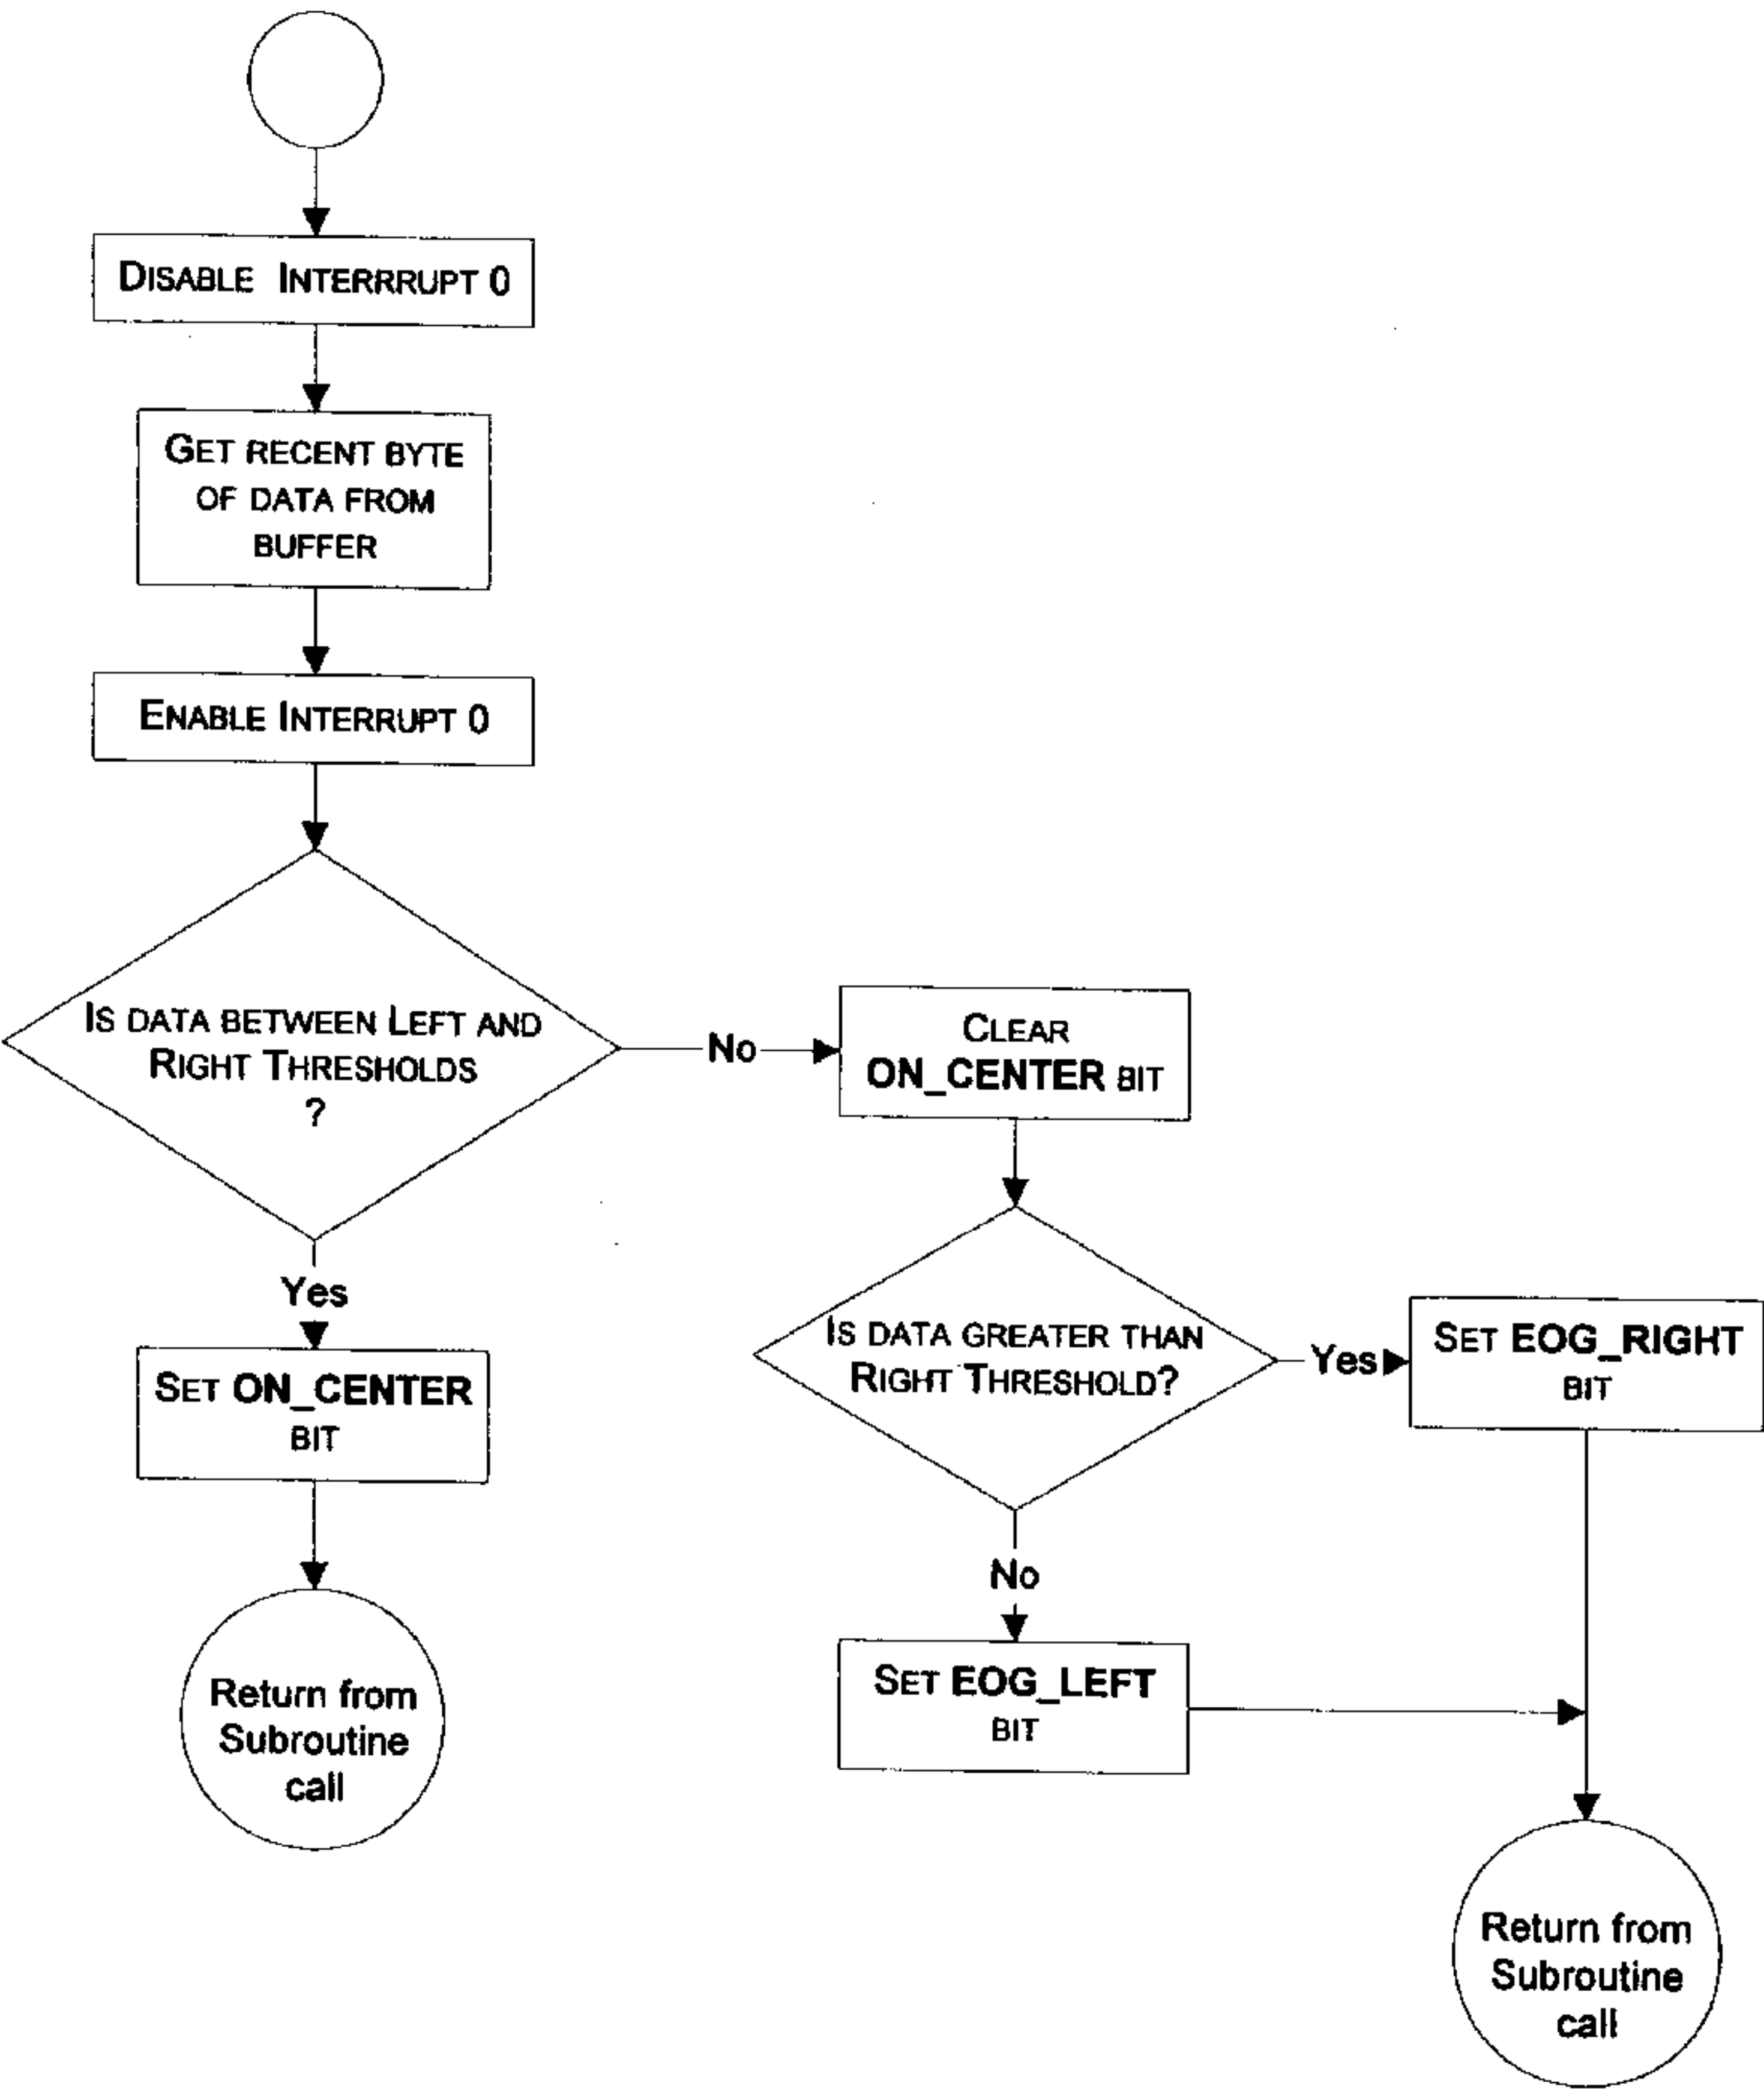 DISABLE INTERRRUPT 0
GET RECENT BYTE
OF DATA FROM
BUFFER
ENABLE INTERRUPT 0
IS DATA BETWEEN LEFT AND
RIGHT THRESHOLDS
?
No
CLEAR
ON_CENTER BIT
Yes
SET ON_CENTER
BIT
Return from
Subroutine
call
IS DATA GREATER THAN
RIGHT THRESHOLD?
Yes
SET EOG_RIGHT
BIT
No
SET EOG_LEFT
BIT
Return from
Subroutine
call